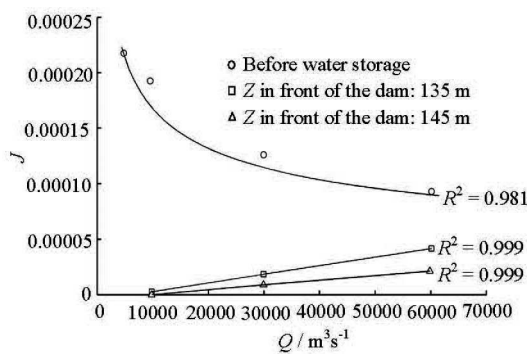 0.00025
0.00020
0.00015
0.00010
0.00005
0
J
○ Before water storage
□ Z in front of the dam: 135 m
△ Z in front of the dam: 145 m
R² = 0.981
R² = 0.999
R² = 0.999
0 10000 20000 30000 40000 50000 60000 70000
Q / m³s⁻¹